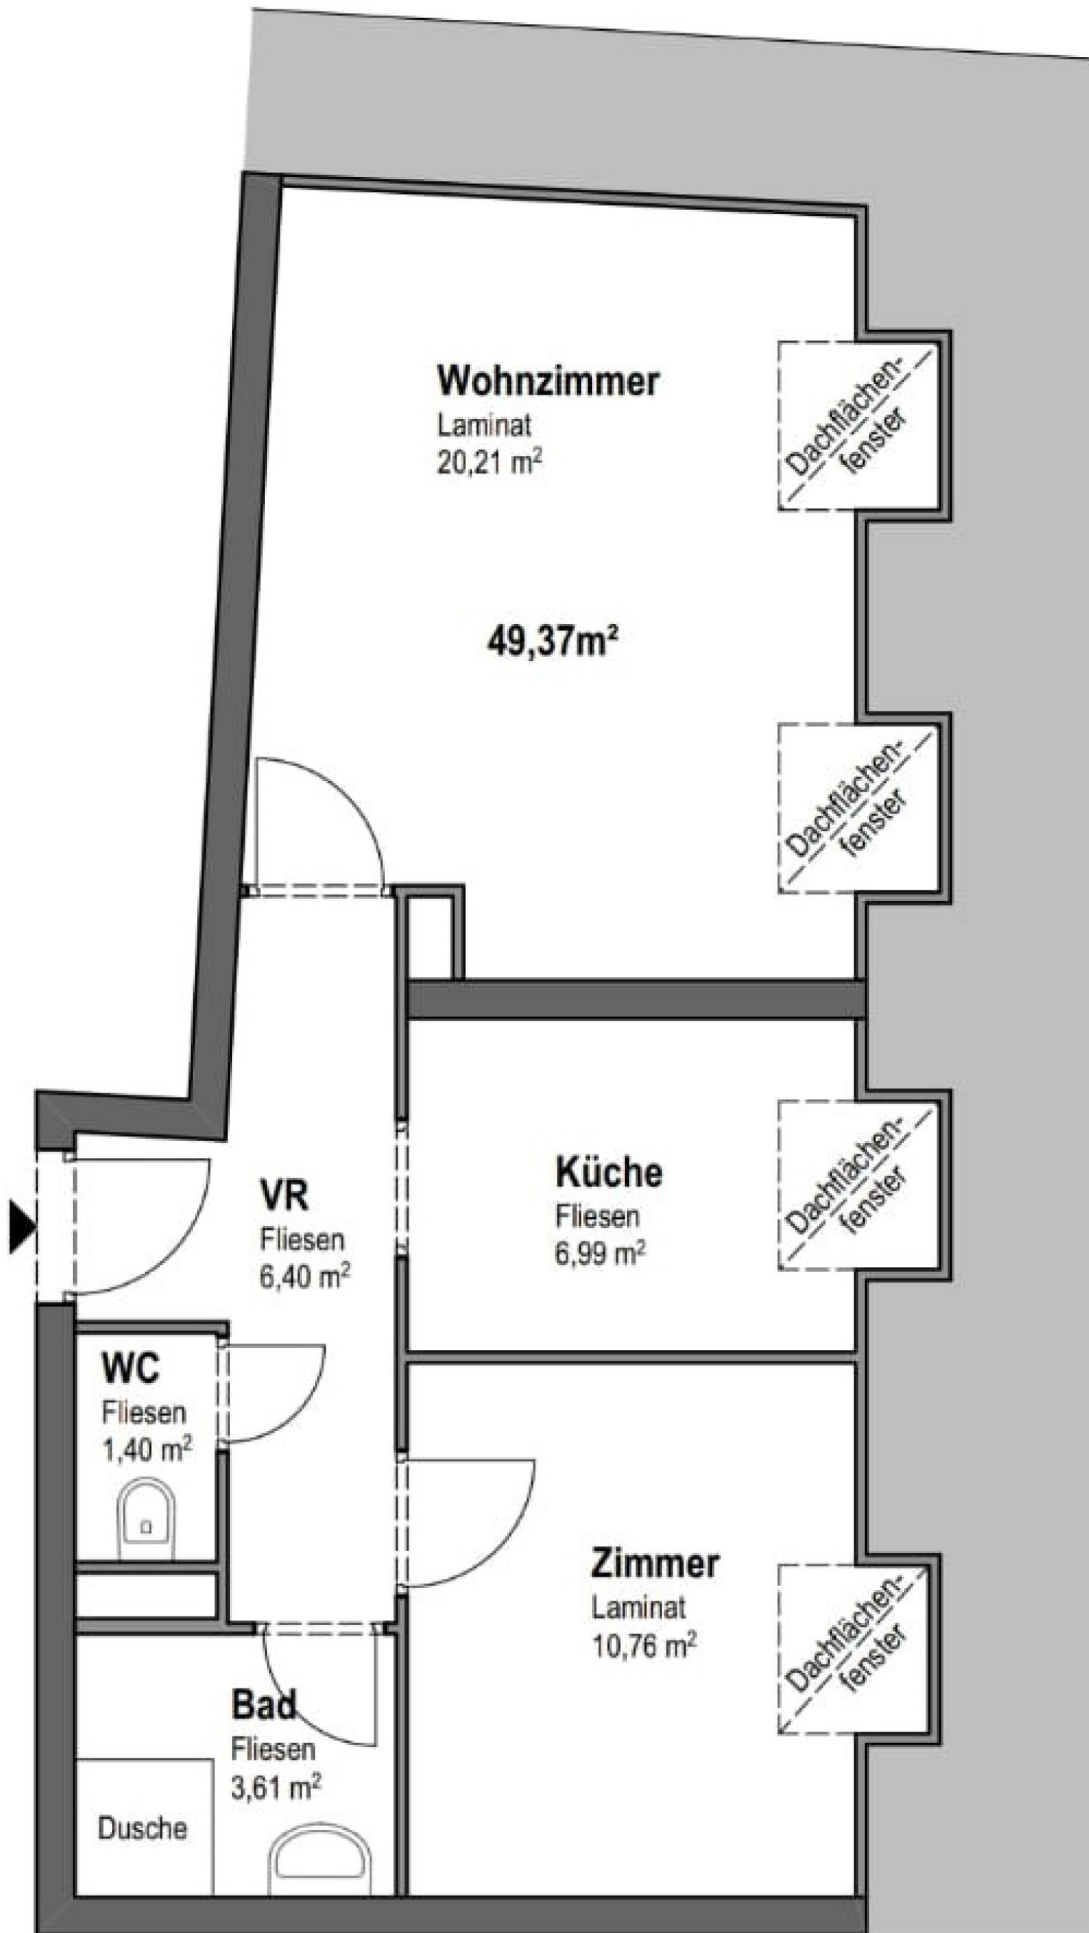 Wohnzimmer
Laminat
20,21 m²
Dachflächen-
fenster
49,37m²
Dachflächen-
fenster
Küche
Fliesen
6,99 m²
Dachflächen-
fenster
VR
Fliesen
6,40 m²
WC
Fliesen
1,40 m²
Zimmer
Laminat
10,76 m²
Dachflächen-
fenster
Bad
Fliesen
3,61 m²
Dusche